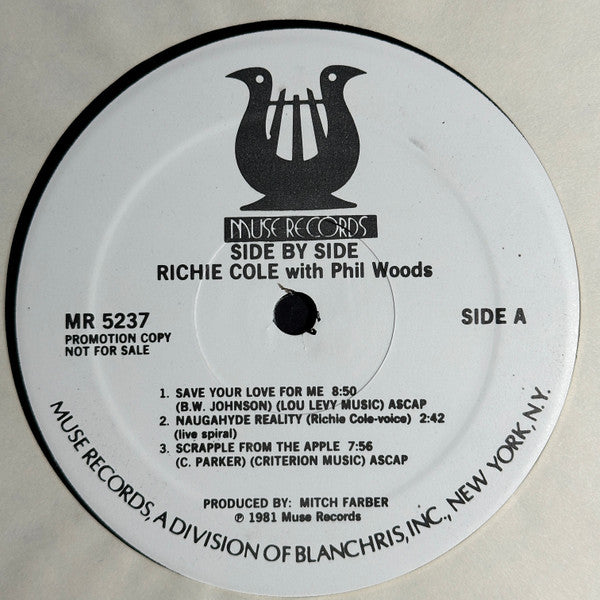 MUSE RECORDS
SIDE BY SIDE
RICHIE COLE with Phil Woods
MR 5237
PROMOTION COPY
NOT FOR SALE
SIDE A
1. SAVE YOUR LOVE FOR ME 8:50
(B.W. JOHNSON) (LOU LEVY MUSIC) ASCAP
2. NAUGAHYDE REALITY (Richie Cole-voice) 2:42
(live spiral)
3. SCRAPPLE FROM THE APPLE 7:56
(C. PARKER) (CRITERION MUSIC) ASCAP
PRODUCED BY: MITCH FARBER
℗ 1981 Muse Records
MUSE RECORDS, A DIVISION OF BLANCHRIS, INC., NEW YORK, N.Y.